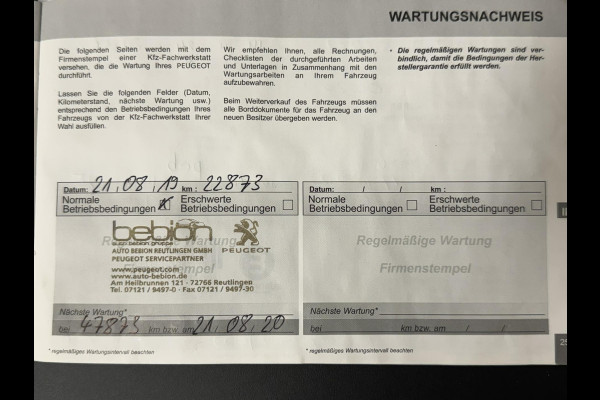 WARTUNGSNACHWEIS
Die folgenden Seiten werden mit dem
Firmenstempel einer Kfz-Fachwerkstatt
versehen, die die Wartung Ihres PEUGEOT
durchführt.
Lassen Sie die folgenden Felder (Datum,
Kilometerstand, nächste Wartung usw.)
entsprechend den Betriebsbedingungen Ihres
Fahrzeugs von der Kfz-Fachwerkstatt Ihrer
Wahl ausfüllen.
Wir empfehlen Ihnen, alle Rechnungen,
Checklisten der durchgeführten Arbeiten
und Unterlagen in Zusammenhang mit den
Wartungsarbeiten an Ihrem Fahrzeug
aufzubewahren.
Beim Weiterverkauf des Fahrzeugs müssen
alle Borddokumente für das Fahrzeug an den
neuen Besitzer übergeben werden.
• Die regelmäßigen Wartungen sind ver-
bindlich, damit die Bedingungen der Her-
stellergarantie erfüllt werden.
Datum: 21, 08, 19 km: 22873
Normale
Betriebsbedingungen
Erschwerte
Betriebsbedingungen
bebion
auto bebion gruppe
AUTO BEBION REUTLINGEN GMBH
PEUGEOT SERVICEPARTNER
PEUGEOT
www.peugeot.com
www.auto-bebion.de
Am Heilbrunnen 121 · 72766 Reutlingen
Tel. 07121 / 9497-0 · Fax 07121 / 9497-30
Nächste Wartung*
bei 47873 km bzw. am 21, 08, 20
* regelmäßiges Wartungsintervall beachten
Datum: / / km:
Normale
Betriebsbedingungen
Erschwerte
Betriebsbedingungen
Regelmäßige Wartung
Firmenstempel
Nächste Wartung*
bei km bzw. am / /
* regelmäßiges Wartungsintervall beachten